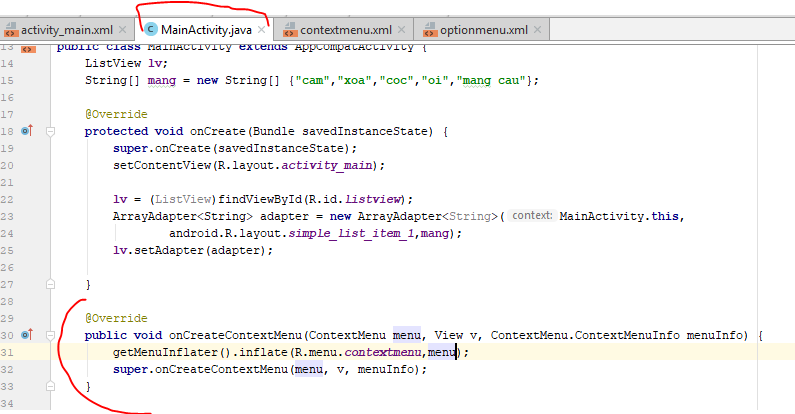 activity_main.xml × MainActivity.java × contextmenu.xml × optionmenu.xml ×
13 public class MainActivity extends AppCompatActivity {
14 ListView lv;
15 String[] mang = new String[] {"cam","xoa","coc","oi","mang cau"};
16
17 @Override
18 protected void onCreate(Bundle savedInstanceState) {
19 super.onCreate(savedInstanceState);
20 setContentView(R.layout.activity_main);
21
22 lv = (ListView)findViewById(R.id.listview);
23 ArrayAdapter<String> adapter = new ArrayAdapter<String>( context: MainActivity.this,
24 android.R.layout.simple_list_item_1,mang);
25 lv.setAdapter(adapter);
26
27 }
28
29 @Override
30 public void onCreateContextMenu(ContextMenu menu, View v, ContextMenu.ContextMenuInfo menuInfo) {
31 getMenuInflater().inflate(R.menu.contextmenu,menu);
32 super.onCreateContextMenu(menu, v, menuInfo);
33 }
34